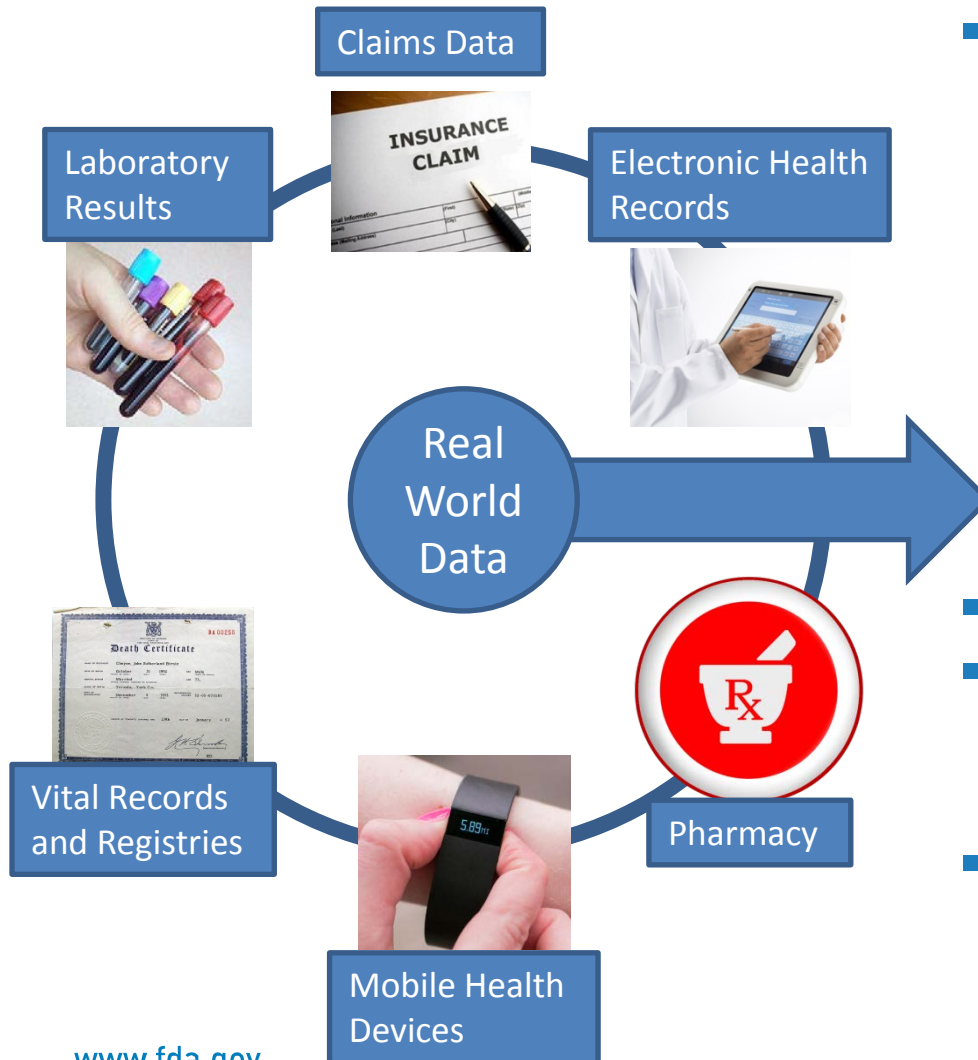 Claims Data
INSURANCE
CLAIM
Laboratory
Results
Electronic Health
Records
Real
World
Data
Death Certificate
Rx
5.89 MI
Vital Records
and Registries
Pharmacy
Mobile Health
Devices
www.fda.gov